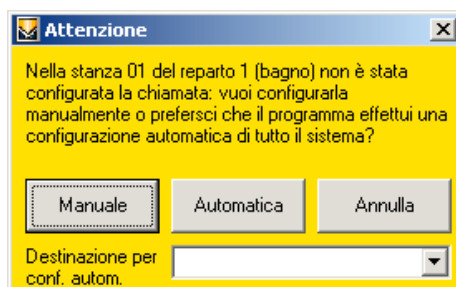 Attenzione
Nella stanza 01 del reparto 1 (bagno) non è stata
configurata la chiamata: vuoi configurarla
manualmente o prefersci che il programma effettui una
configurazione automatica di tutto il sistema?
Manuale Automatica Annulla
Destinazione per
conf. autom.